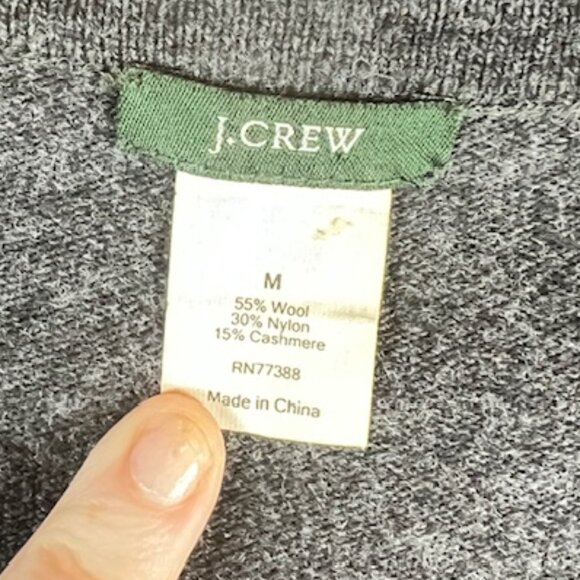 J.CREW
M
55% Wool
30% Nylon
15% Cashmere
RN77388
Made in China